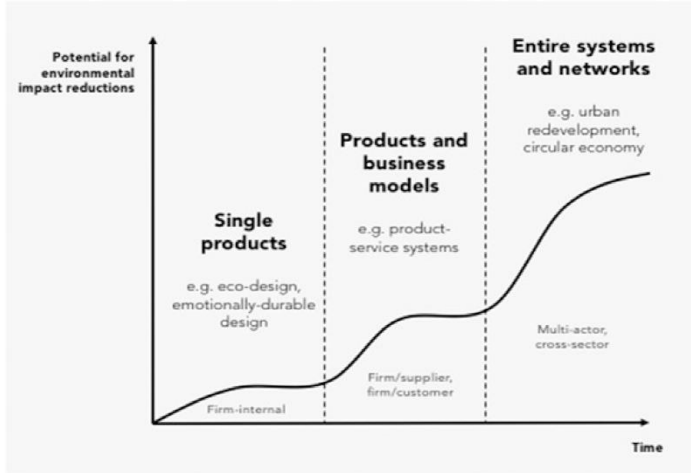 Potential for
environmental
impact reductions
Single
products
e.g. eco-design,
emotionally-durable
design
Firm-internal
Products and
business
models
e.g. product-
service systems
Firm/supplier,
firm/customer
Entire systems
and networks
e.g. urban
redevelopment,
circular economy
Multi-actor,
cross-sector
Time